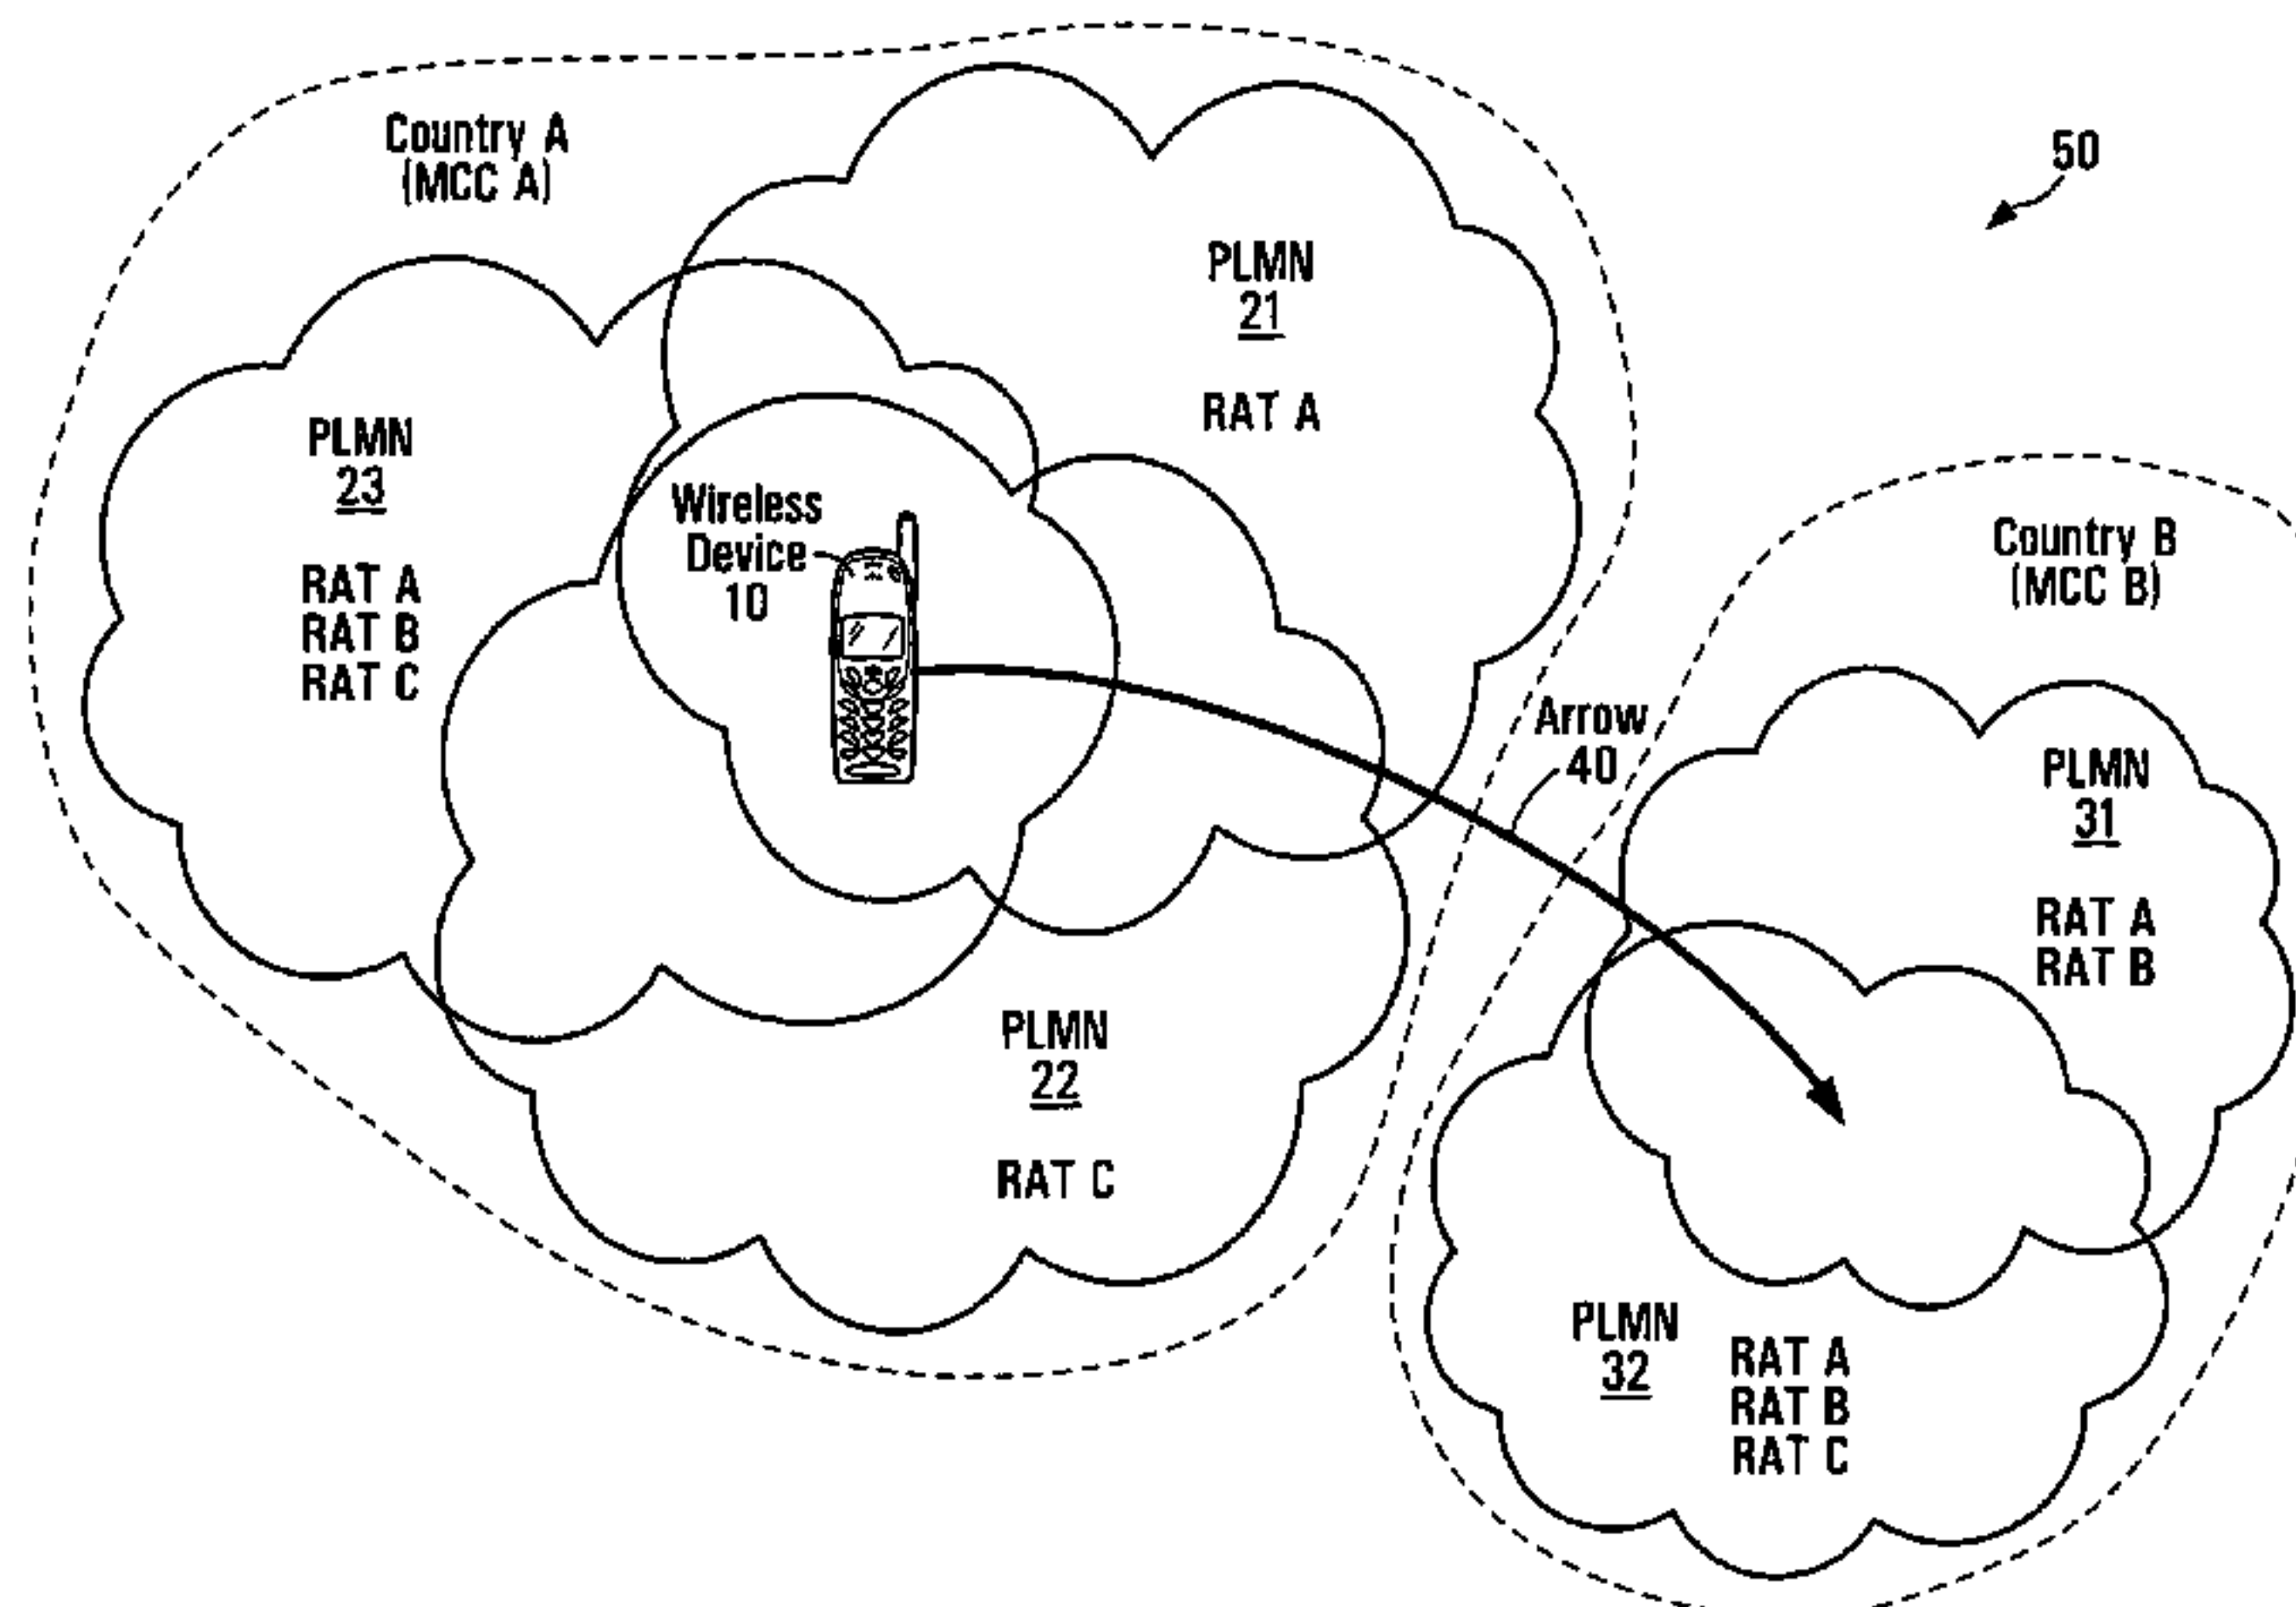 Country A
(MCC A)
50
PLMN
21
RAT A
PLMN
23
RAT A
RAT B
RAT C
Wireless
Device
10
Country B
(MCC B)
Arrow
40
PLMN
31
RAT A
RAT B
PLMN
22
RAT C
PLMN
32
RAT A
RAT B
RAT C